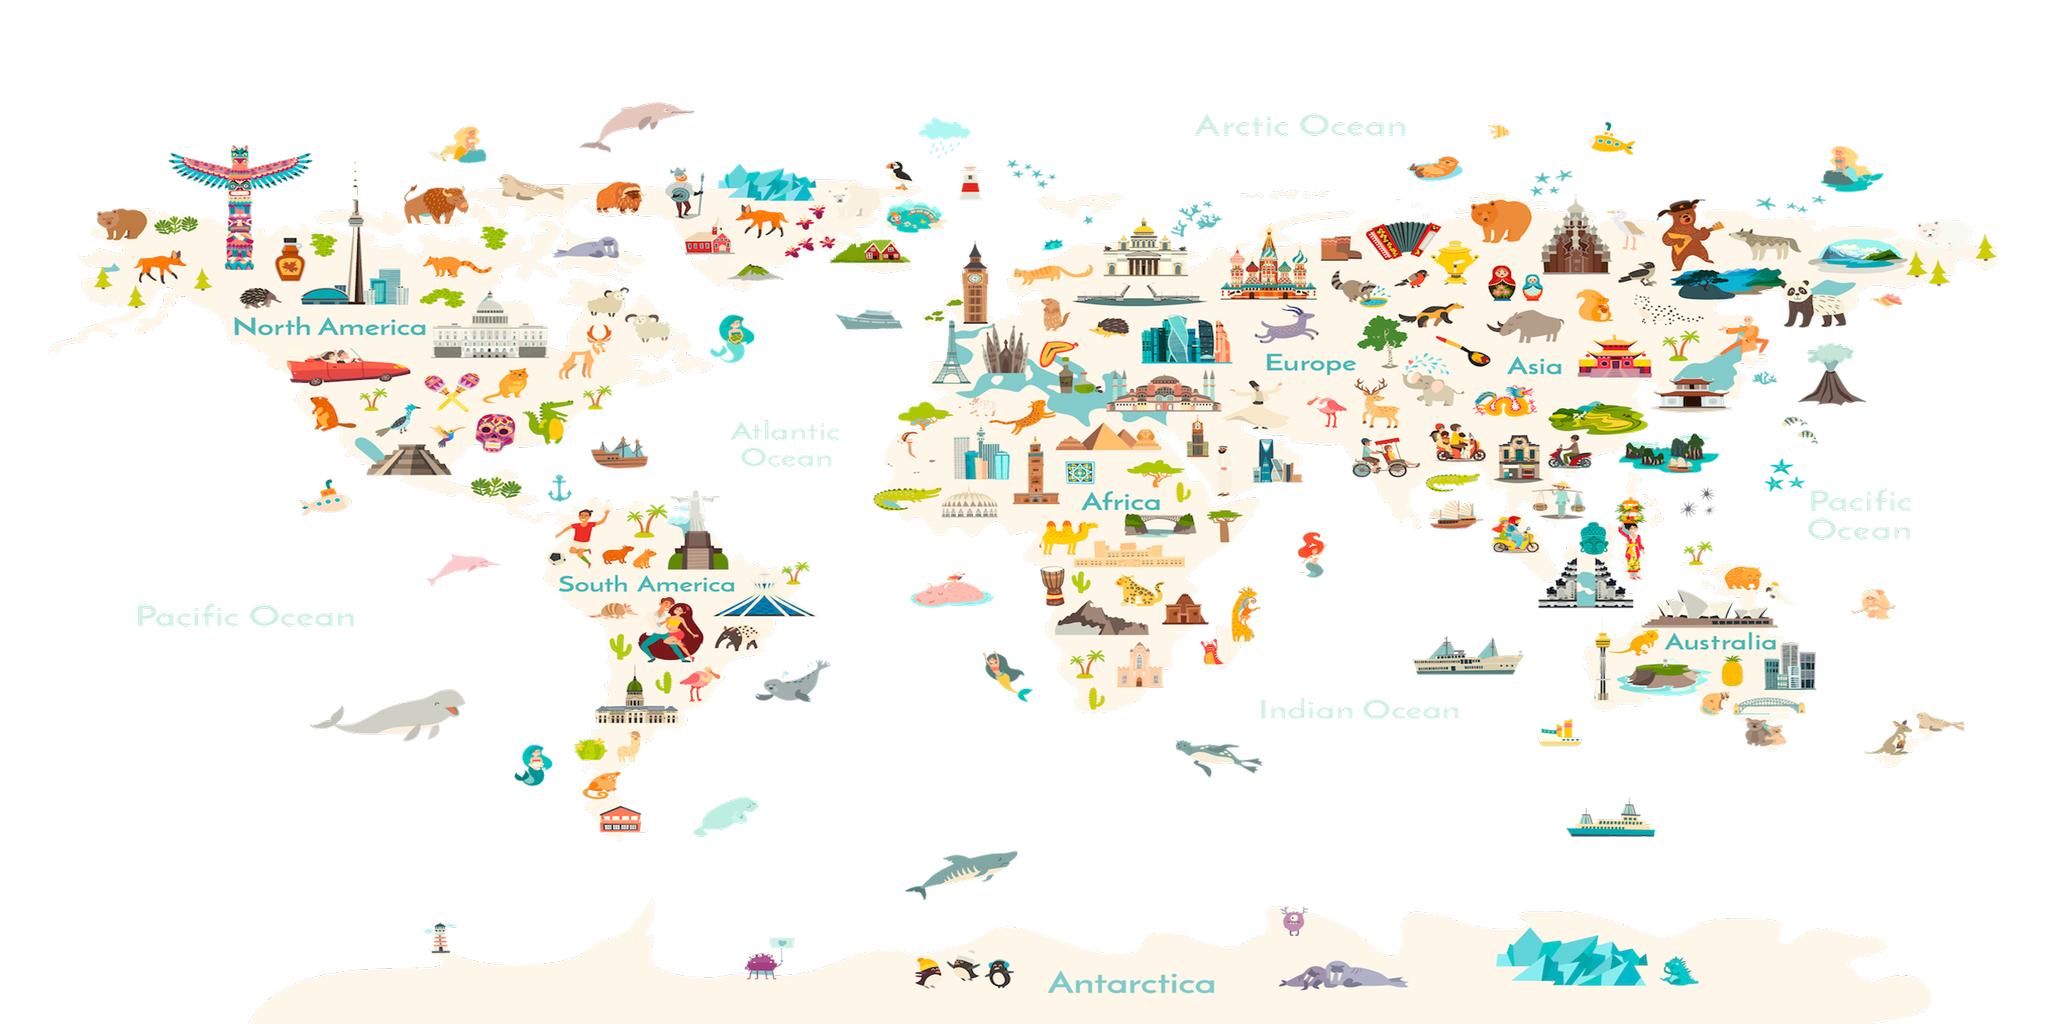 Arctic Ocean
North America
Europe
Asia
Atlantic
Ocean
Africa
Pacific
Ocean
South America
Pacific Ocean
Australia
Indian Ocean
Antarctica